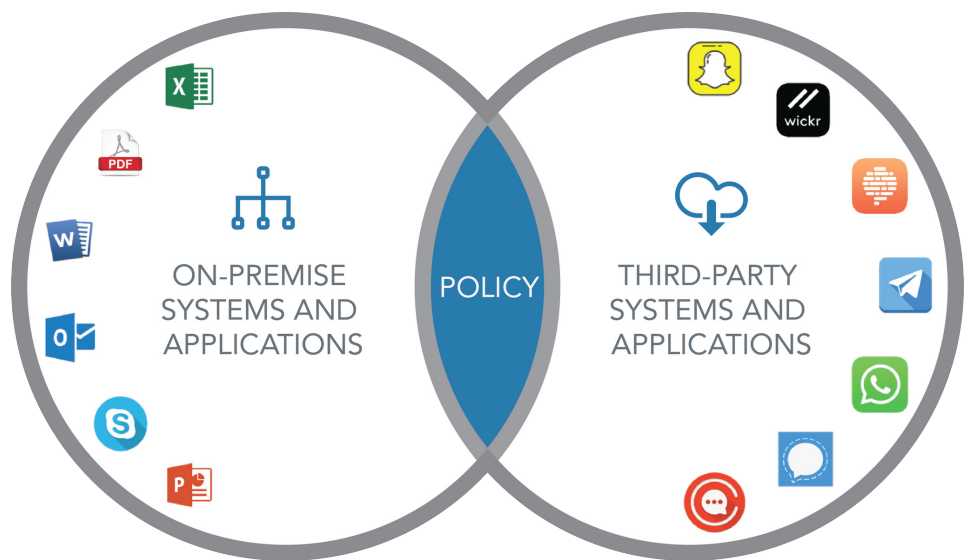 X
PDF
W
O
S
P
ON-PREMISE
SYSTEMS AND
APPLICATIONS
POLICY
THIRD-PARTY
SYSTEMS AND
APPLICATIONS
wickr